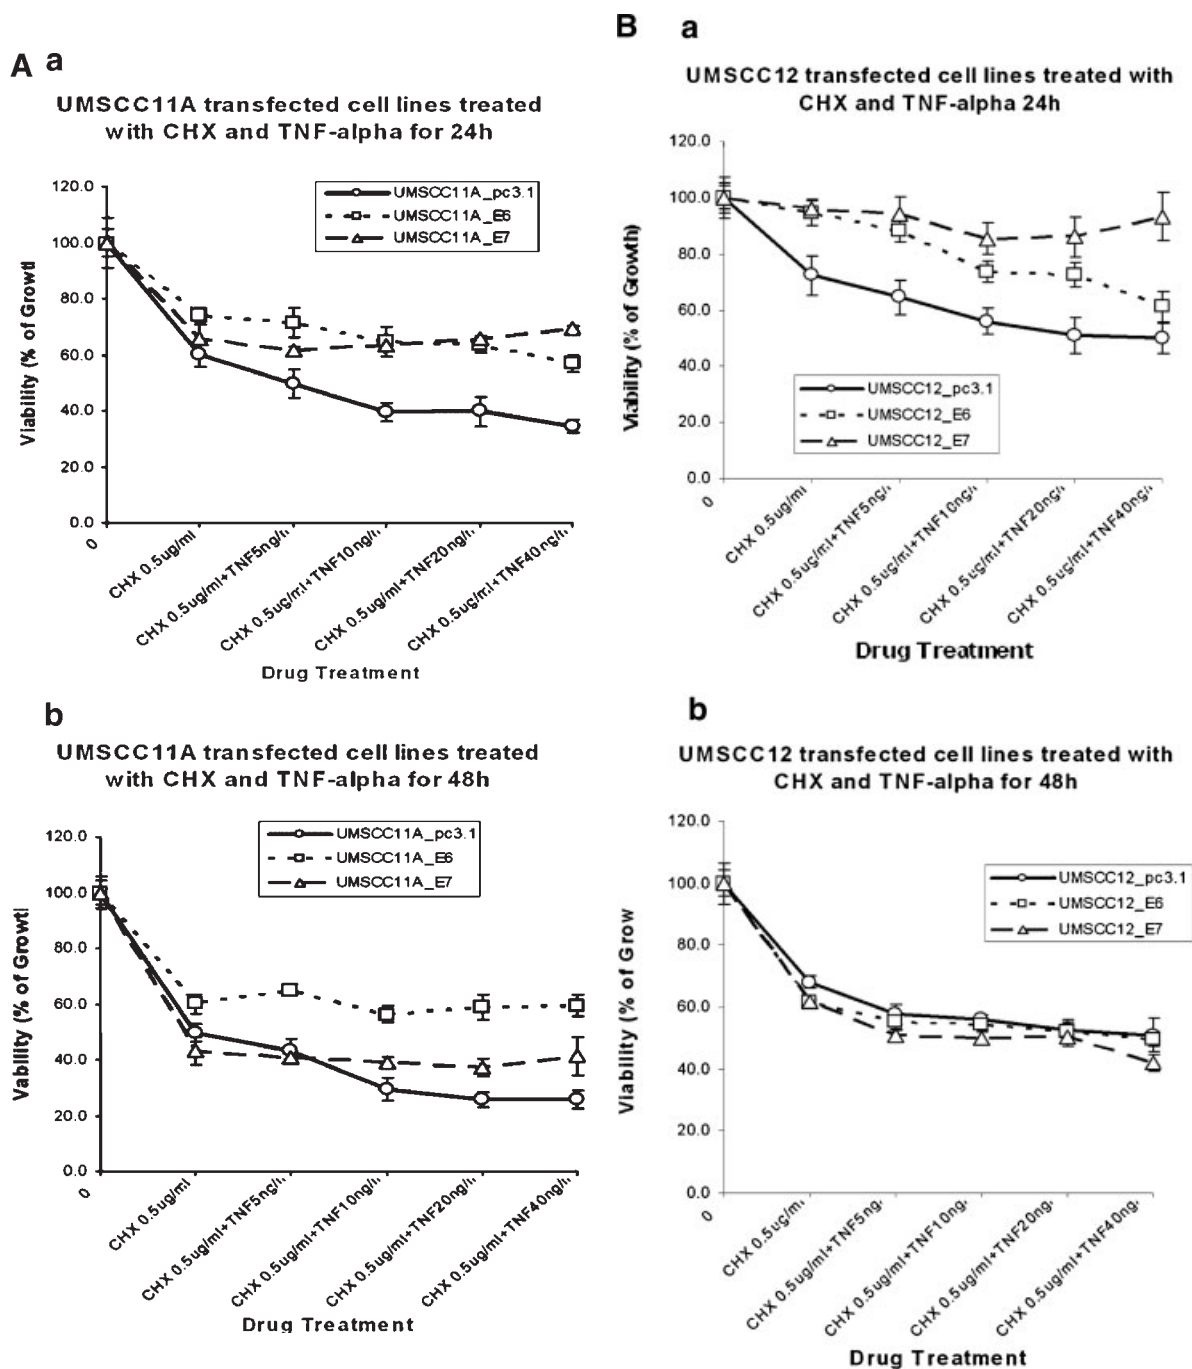 A a
UMSCC11A transfected cell lines treated
with CHX and TNF-alpha for 24h
120.0
100.0
80.0
60.0
40.0
20.0
0.0
Viability (% of Growtl
UMSCC11A_pc3.1
UMSCC11A_E6
UMSCC11A_E7
0
CHX 0.5ug/ml
CHX 0.5ug/ml+TNF5ng/
CHX 0.5ug/ml+TNF10ng/
CHX 0.5ug/ml+TNF20ng/
CHX 0.5ug/ml+TNF40ng/
Drug Treatment
B a
UMSCC12 transfected cell lines treated with
CHX and TNF-alpha 24h
120.0
100.0
80.0
60.0
40.0
20.0
0.0
Viability (% of Growth)
UMSCC12_pc3.1
UMSCC12_E6
UMSCC12_E7
0
CHX 0.5ug/ml
CHX 0.5ug/ml+TNF5ng/
CHX 0.5ug/ml+TNF10ng/
CHX 0.5ug/ml+TNF20ng/
CHX 0.5ug/ml+TNF40ng/
Drug Treatment
b
UMSCC11A transfected cell lines treated
with CHX and TNF-alpha for 48h
120.0
100.0
80.0
60.0
40.0
20.0
0.0
Vability (% of Growtl
UMSCC11A_pc3.1
UMSCC11A_E6
UMSCC11A_E7
0
CHX 0.5ug/ml
CHX 0.5ug/ml+TNF5ng/
CHX 0.5ug/ml+TNF10ng/
CHX 0.5ug/ml+TNF20ng/
CHX 0.5ug/ml+TNF40ng/
Drug Treatment
b
UMSCC12 transfected cell lines treated with
CHX and TNF-alpha for 48h
120.0
100.0
80.0
60.0
40.0
20.0
0.0
Viability (% of Grow
UMSCC12_pc3.1
UMSCC12_E6
UMSCC12_E7
0
CHX 0.5ug/m
CHX 0.5ug/ml+TNF5ng
CHX 0.5ug/ml+TNF10ng
CHX 0.5ug/ml+TNF20ng
CHX 0.5ug/ml+TNF40ng
Drug Treatment